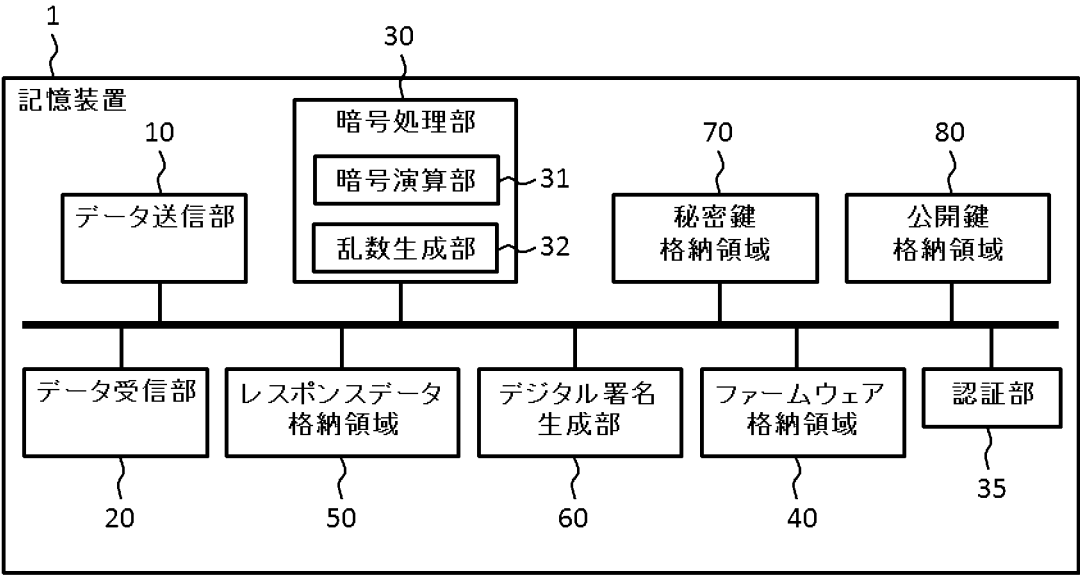 1
30
記憶装置
暗号処理部
10
70
80
暗号演算部
31
データ送信部
秘密鍵
格納領域
公開鍵
格納領域
乱数生成部
32
データ受信部
レスポンスデータ
格納領域
デジタル署名
生成部
ファームウェア
格納領域
認証部
35
20
50
60
40